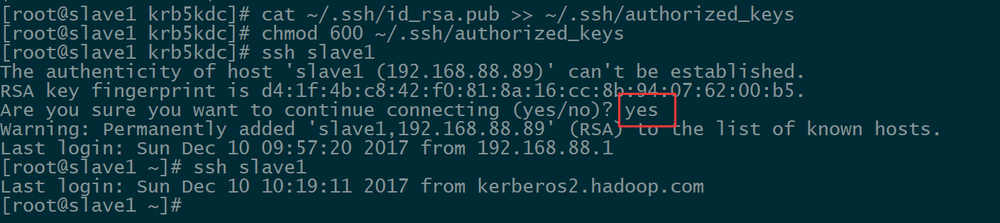 [root@slave1 krb5kdc]# cat ~/.ssh/id_rsa.pub >> ~/.ssh/authorized_keys
[root@slave1 krb5kdc]# chmod 600 ~/.ssh/authorized_keys
[root@slave1 krb5kdc]# ssh slave1
The authenticity of host 'slave1 (192.168.88.89)' can't be established.
RSA key fingerprint is d4:1f:4b:c8:42:f0:81:8a:16:cc:8b:94:07:62:00:b5.
Are you sure you want to continue connecting (yes/no)? yes
Warning: Permanently added 'slave1,192.168.88.89' (RSA) to the list of known hosts.
Last login: Sun Dec 10 09:57:20 2017 from 192.168.88.1
[root@slave1 ~]# ssh slave1
Last login: Sun Dec 10 10:19:11 2017 from kerberos2.hadoop.com
[root@slave1 ~]#